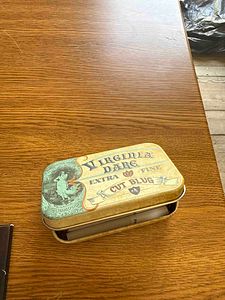 VIRGINIA
DARE
EXTRA FINE
CUT PLUG